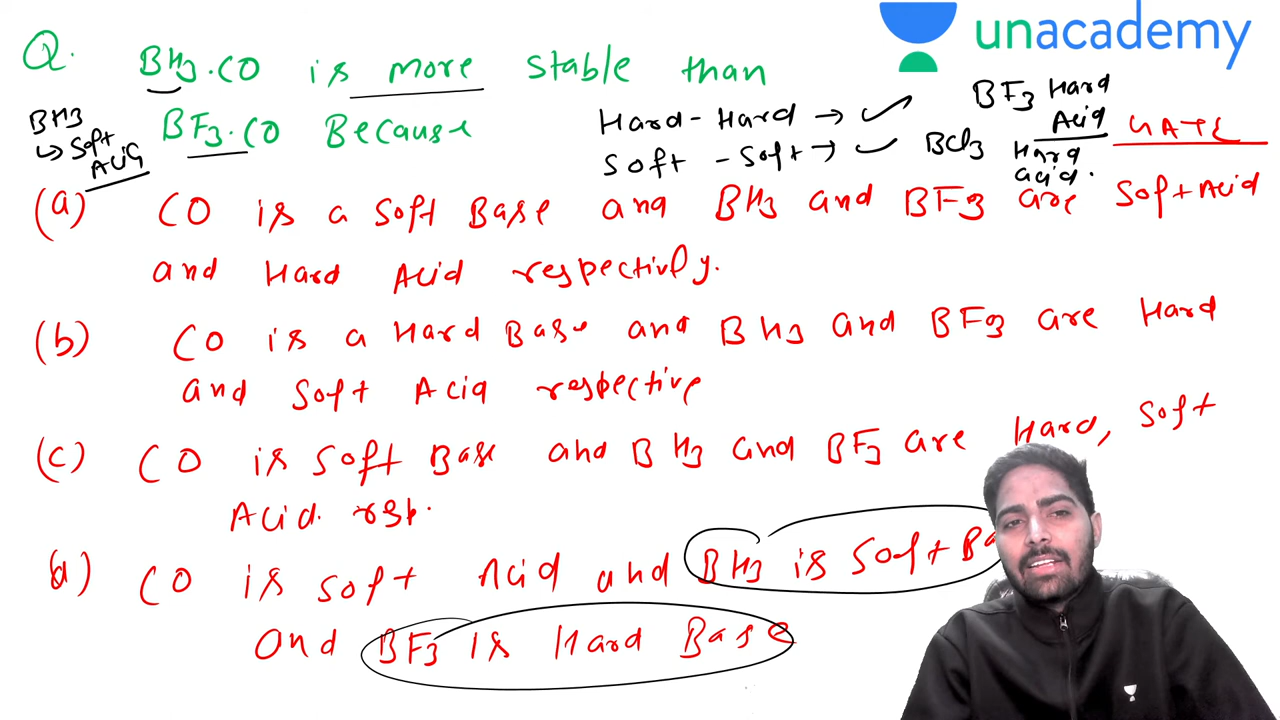 unacademy
Q. BH3.CO is more stable than
BF3.CO Because
BH3
↳ Soft
Acid
Hard - Hard → ✓
Soft - Soft → ✓
BF3 Hard
Acid
BCl3 Hard
acid.
GATE
(a) CO is a Soft Base and BH3 and BF3 are Soft Acid
and Hard Acid respectivly.
(b) CO is a Hard Base and BH3 and BF3 are Hard
and Soft Acid respective
(c) CO is Soft Base and BH3 and BF3 are Hard, Soft
Acid resp.
(d) CO is Soft Acid and BH3 is Soft Ba
And BF3 is Hard Base